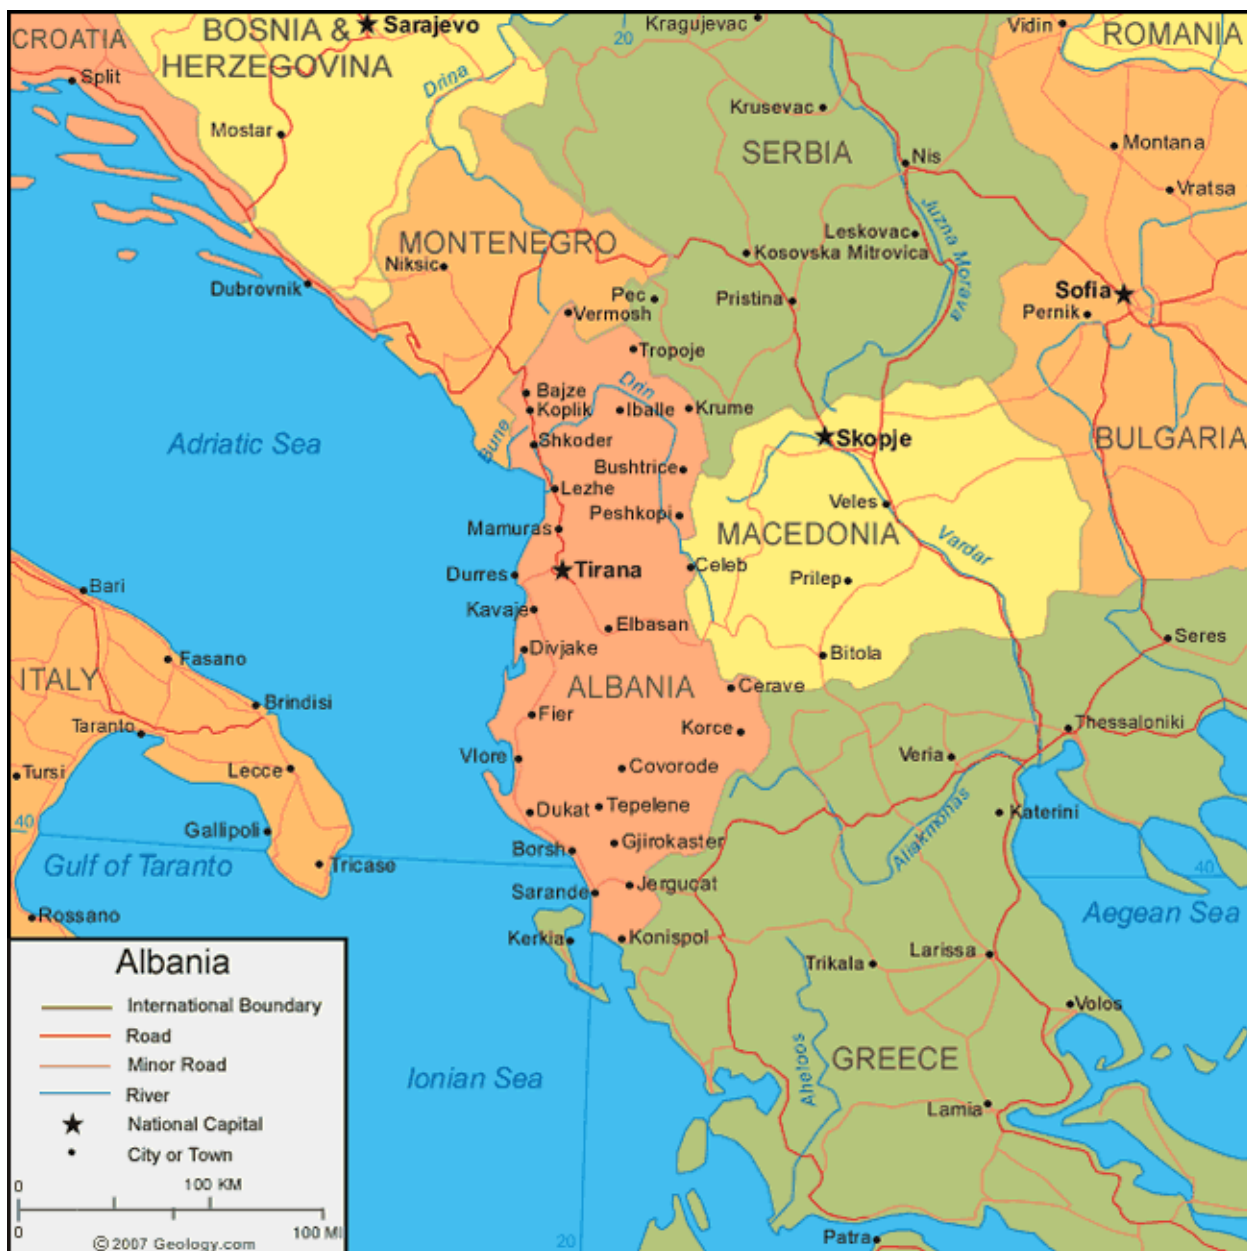 CROATIA
BOSNIA &
HERZEGOVINA
Sarajevo
20
Kragujevac
Vidin
ROMANIA
Split
Drina
Krusevac
Mostar
SERBIA
Nis
Montana
Vratsa
Juzna Morava
Leskovac
MONTENEGRO
Niksic
Kosovska Mitrovica
Dubrovnik
Pec
Pristina
Sofia
Pernik
Vermosh
Tropoje
Drin
Bajze
Koplik
Iballe
Krume
Adriatic Sea
Bune
Shkoder
Skopje
BULGARIA
Bushtrice
Lezhe
Veles
Mamuras
Peshkopi
MACEDONIA
Vardar
Bari
Durres
Tirana
Celeb
Prilep
Kavaje
Elbasan
Seres
Fasano
Divjake
Bitola
ITALY
ALBANIA
Cerave
Brindisi
Taranto
Fier
Korce
Thessaloniki
Tursi
Lecce
Vlore
Covorode
Veria
40
Gallipoli
Dukat
Tepelene
Aliakmonas
Katerini
Gulf of Taranto
Tricase
Borsh
Gjirokaster
40
Sarande
Jergucat
Rossano
Aegean Sea
Kerkia
Konispol
Trikala
Larissa
Volos
Aheloos
GREECE
Ionian Sea
Lamia
20
Patra
Albania
International Boundary
Road
Minor Road
River
National Capital
City or Town
0
100 KM
0
100 MI
© 2007 Geology.com